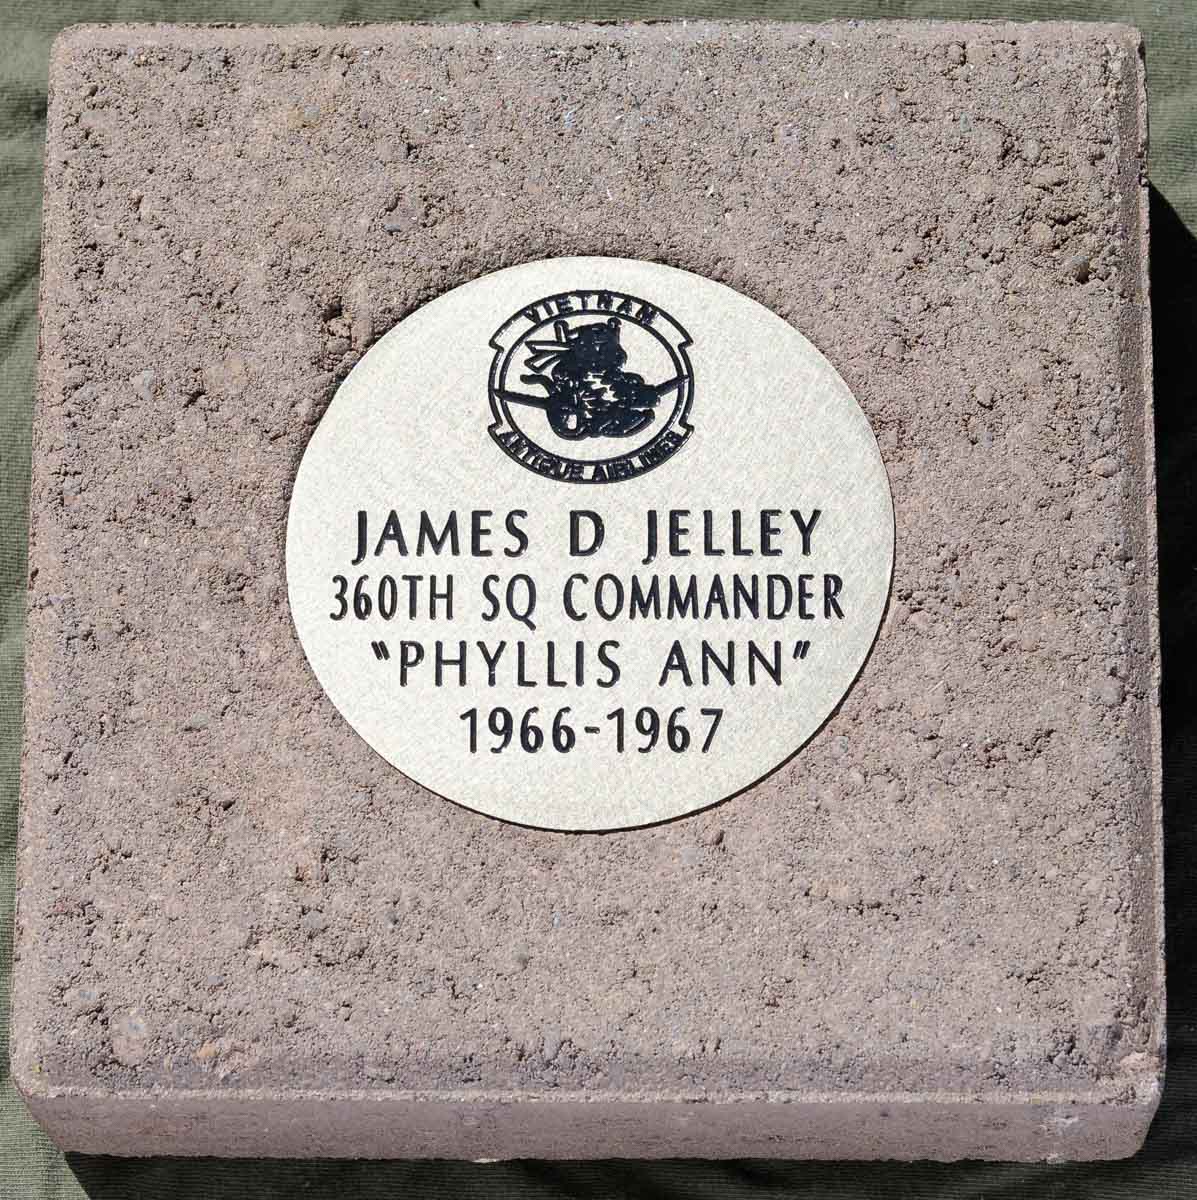 VIETNAM
ANTIQUE AIRLINES
JAMES D JELLEY
360TH SQ COMMANDER
"PHYLLIS ANN"
1966-1967